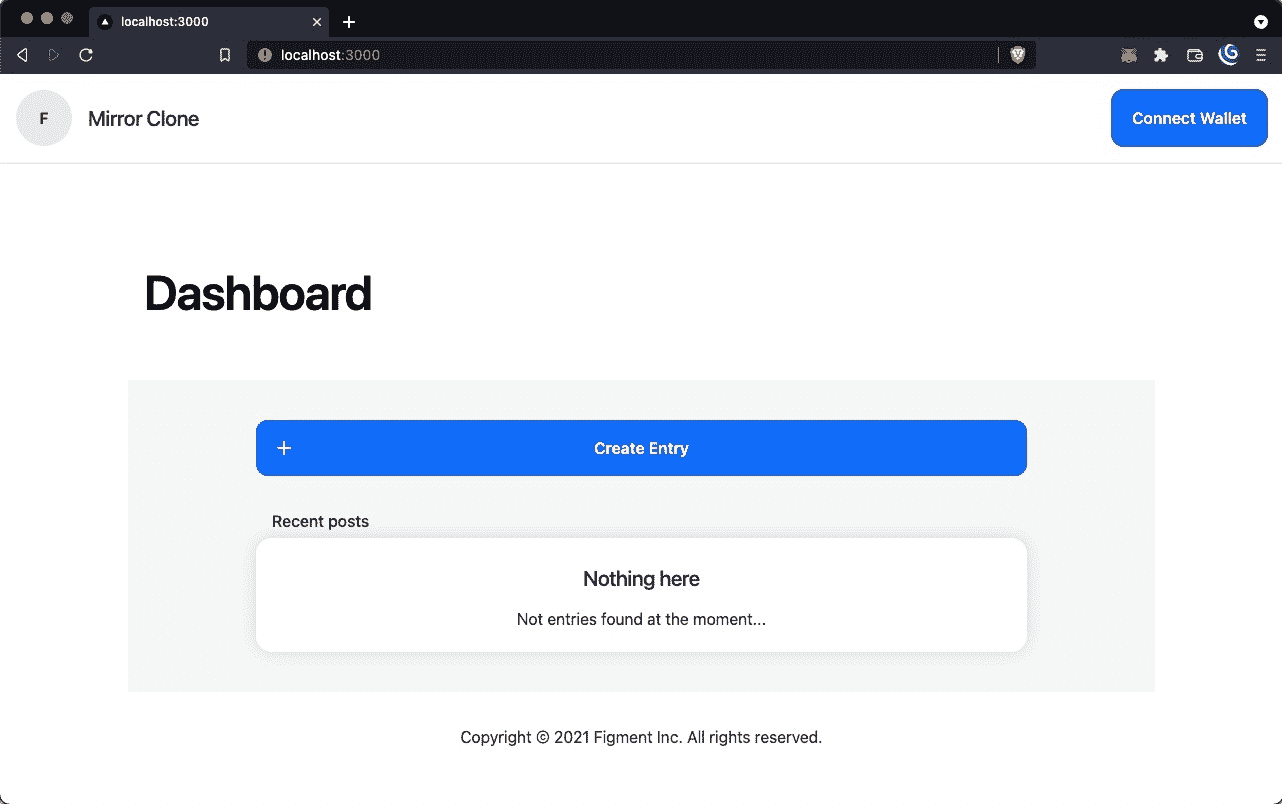 localhost:3000
localhost:3000
F
Mirror Clone
Connect Wallet
Dashboard
Create Entry
Recent posts
Nothing here
Not entries found at the moment...
Copyright © 2021 Figment Inc. All rights reserved.